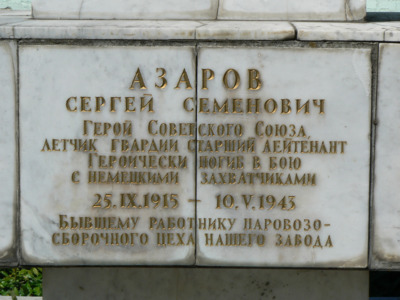 АЗАРОВ
СЕРГЕЙ СЕМЕНОВИЧ
Герой Советского Союза,
летчик гвардии старший лейтенант
Героически погиб в бою
с немецкими захватчиками
25.IX.1915 — 10.V.1943
Бывшему работнику паровозо-
сборочного цеха нашего завода